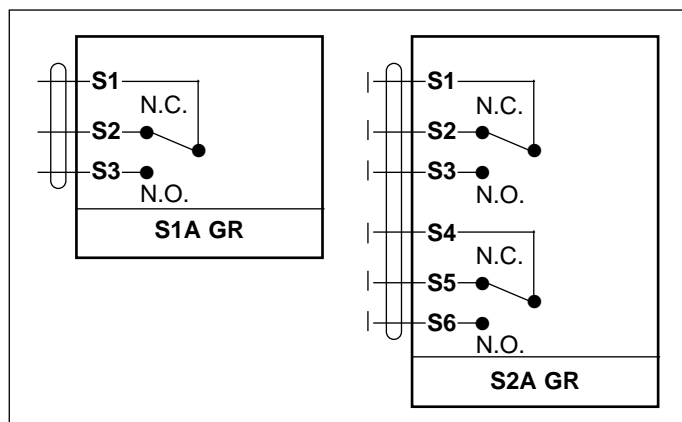 S1
N.C.
S2
S3
N.O.
S1A GR
S1
N.C.
S2
S3
N.O.
S4
N.C.
S5
S6
N.O.
S2A GR